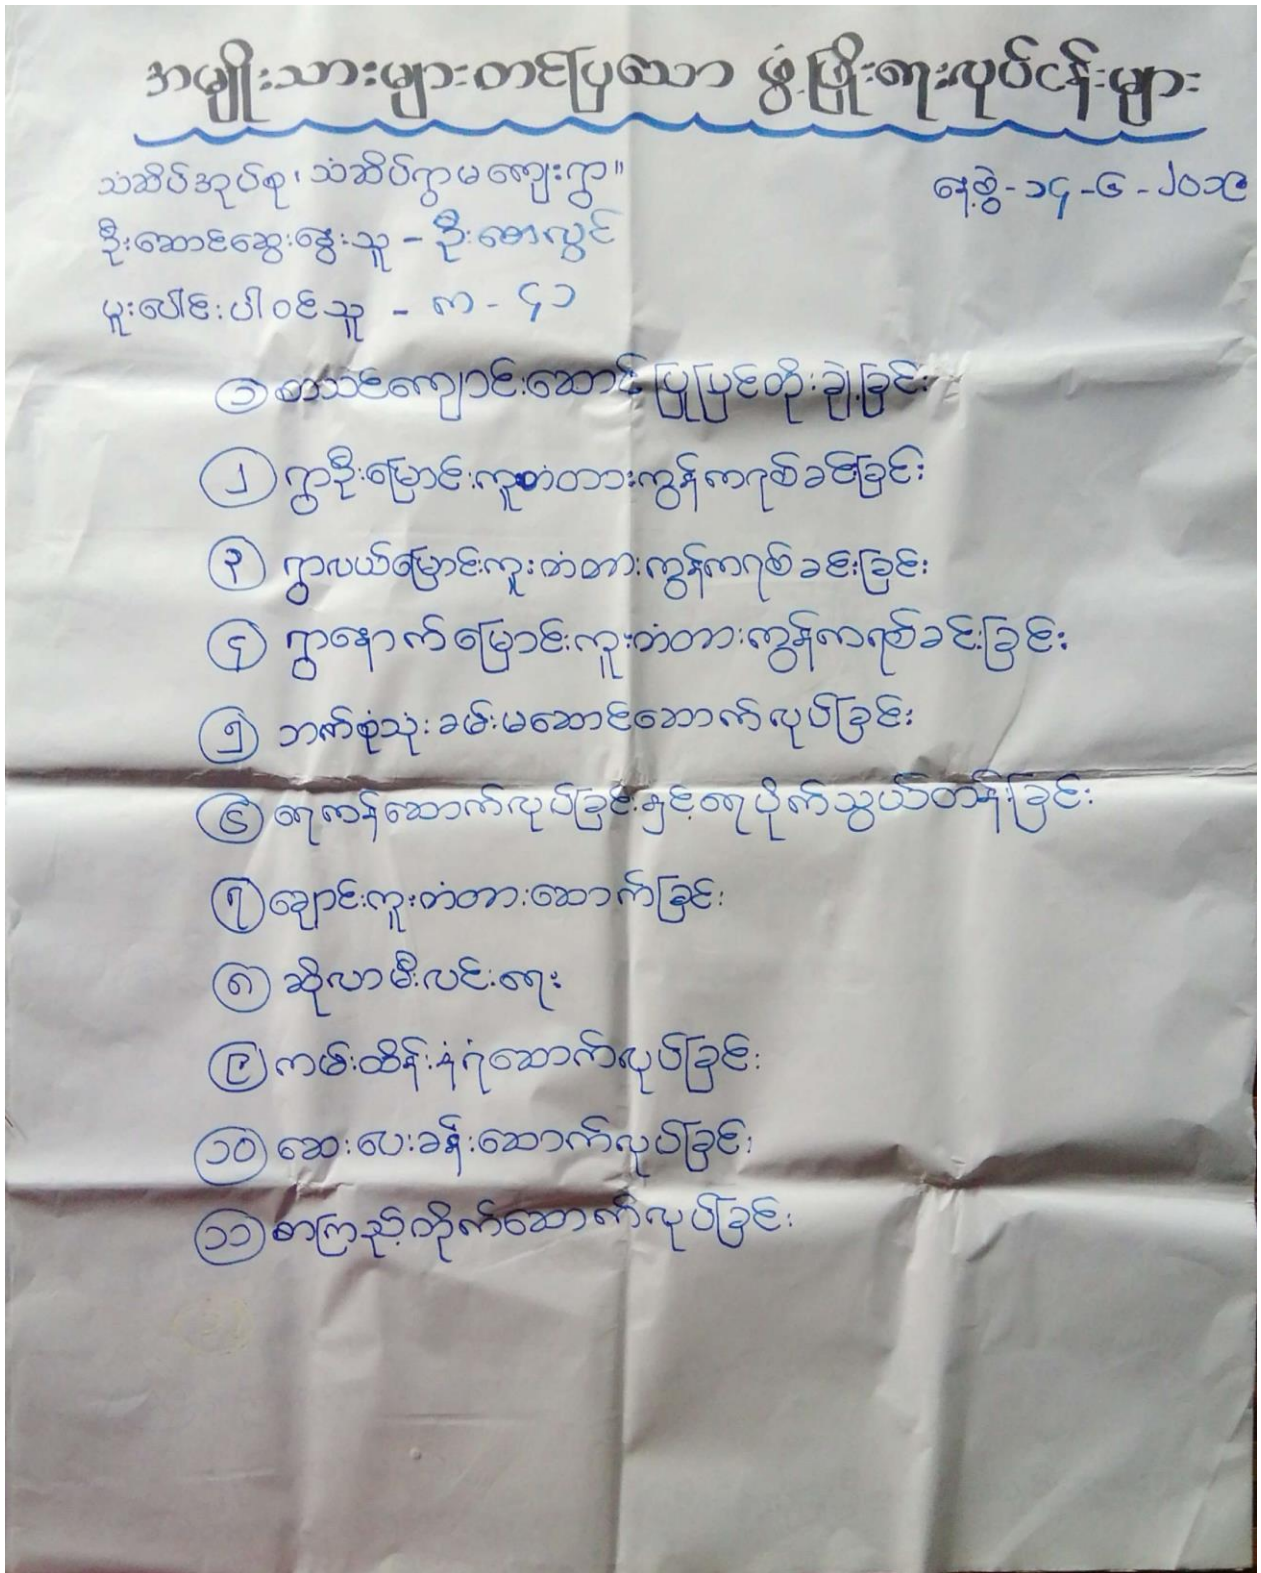 အမျိုးသားများတင်ပြသော ဖွံ့ဖြိုးရေးလုပ်ငန်းများ
သံဆိပ်အုပ်စု၊ သံဆိပ်ရွာမကျေးရွာ။ နေ့စွဲ-၁၄-၆-၂၀၁၉
ဦးဆောင်ဆွေးနွေးသူ - ဦးစောလွင်
ပူးပေါင်းပါဝင်သူ - ကျား - ၄၁
၁ စာသင်ကျောင်းဆောင်ပြုပြင်တိုးချဲ့ခြင်း
၂ ရွာဦးမြောင်းကူးတံတားကွန်ကရစ်ခင်းခြင်း
၃ ရွာလယ်မြောင်းကူးတံတားကွန်ကရစ်ခင်းခြင်း
၄ ရွာနောက်မြောင်းကူးတံတားကွန်ကရစ်ခင်းခြင်း
၅ ဘက်စုံသုံးခမ်းမဆောင်ဆောက်လုပ်ခြင်း
၆ ရေကန်ဆောက်လုပ်ခြင်းနှင့်ရေပိုက်သွယ်တန်းခြင်း
၇ ချောင်းကူးတံတားဆောက်ခြင်း
၈ ဆိုလာမီးလင်းရေး
၉ ကမ်းထိန်းနံရံဆောက်လုပ်ခြင်း
၁၀ ဆေးပေးခန်းဆောက်လုပ်ခြင်း
၁၁ စာကြည့်တိုက်ဆောက်လုပ်ခြင်း